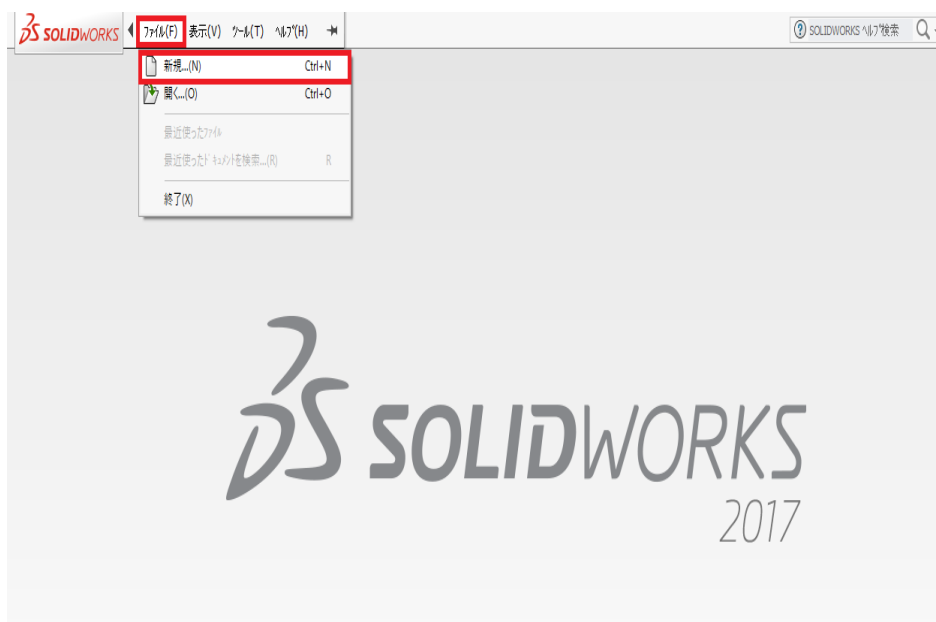 SOLIDWORKS ファイル(F) 表示(V) ツール(T) ヘルプ(H) SOLIDWORKS ヘルプ検索
新規...(N) Ctrl+N
開く...(O) Ctrl+O
最近使ったファイル
最近使ったドキュメントを検索...(R) R
終了(X)
SOLIDWORKS
2017